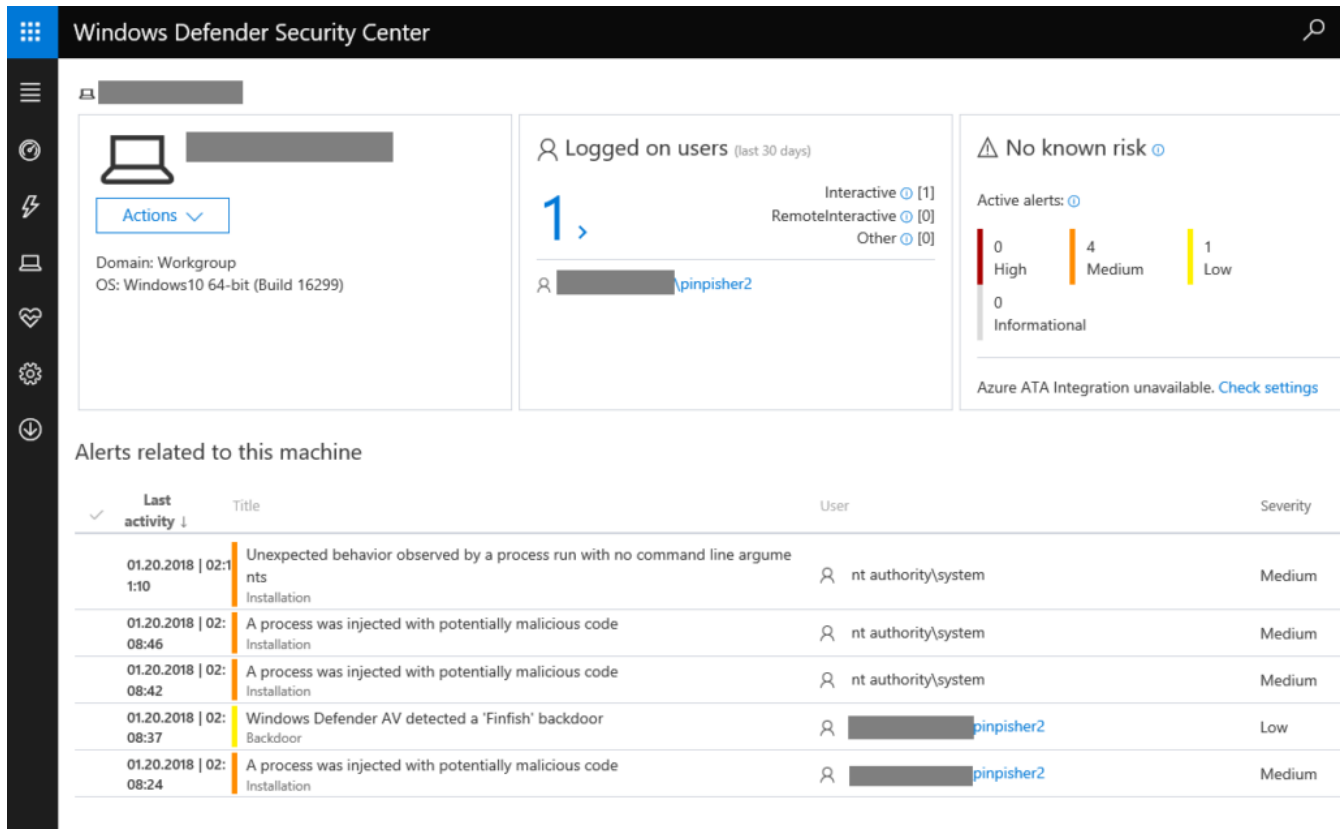 Windows Defender Security Center
Actions
Domain: Workgroup
OS: Windows10 64-bit (Build 16299)
Logged on users (last 30 days)
1
Interactive [1]
RemoteInteractive [0]
Other [0]
\pinpisher2
No known risk
Active alerts:
0
High
4
Medium
1
Low
0
Informational
Azure ATA Integration unavailable. Check settings
Alerts related to this machine
Last activity ↓ Title User Severity
01.20.2018 | 02:1
1:10
Unexpected behavior observed by a process run with no command line argume
nts
Installation
nt authority\system
Medium
01.20.2018 | 02:
08:46
A process was injected with potentially malicious code
Installation
nt authority\system
Medium
01.20.2018 | 02:
08:42
A process was injected with potentially malicious code
Installation
nt authority\system
Medium
01.20.2018 | 02:
08:37
Windows Defender AV detected a 'Finfish' backdoor
Backdoor
pinpisher2
Low
01.20.2018 | 02:
08:24
A process was injected with potentially malicious code
Installation
pinpisher2
Medium